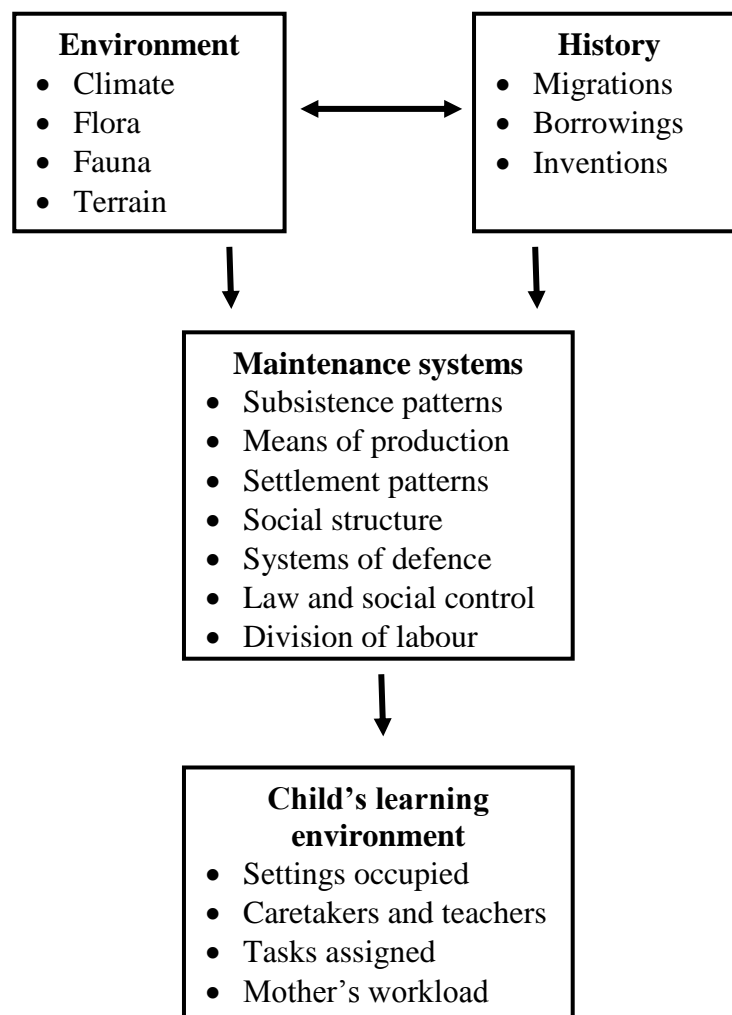 Environment
• Climate
• Flora
• Fauna
• Terrain
History
• Migrations
• Borrowings
• Inventions
Maintenance systems
• Subsistence patterns
• Means of production
• Settlement patterns
• Social structure
• Systems of defence
• Law and social control
• Division of labour
Child’s learning
environment
• Settings occupied
• Caretakers and teachers
• Tasks assigned
• Mother’s workload